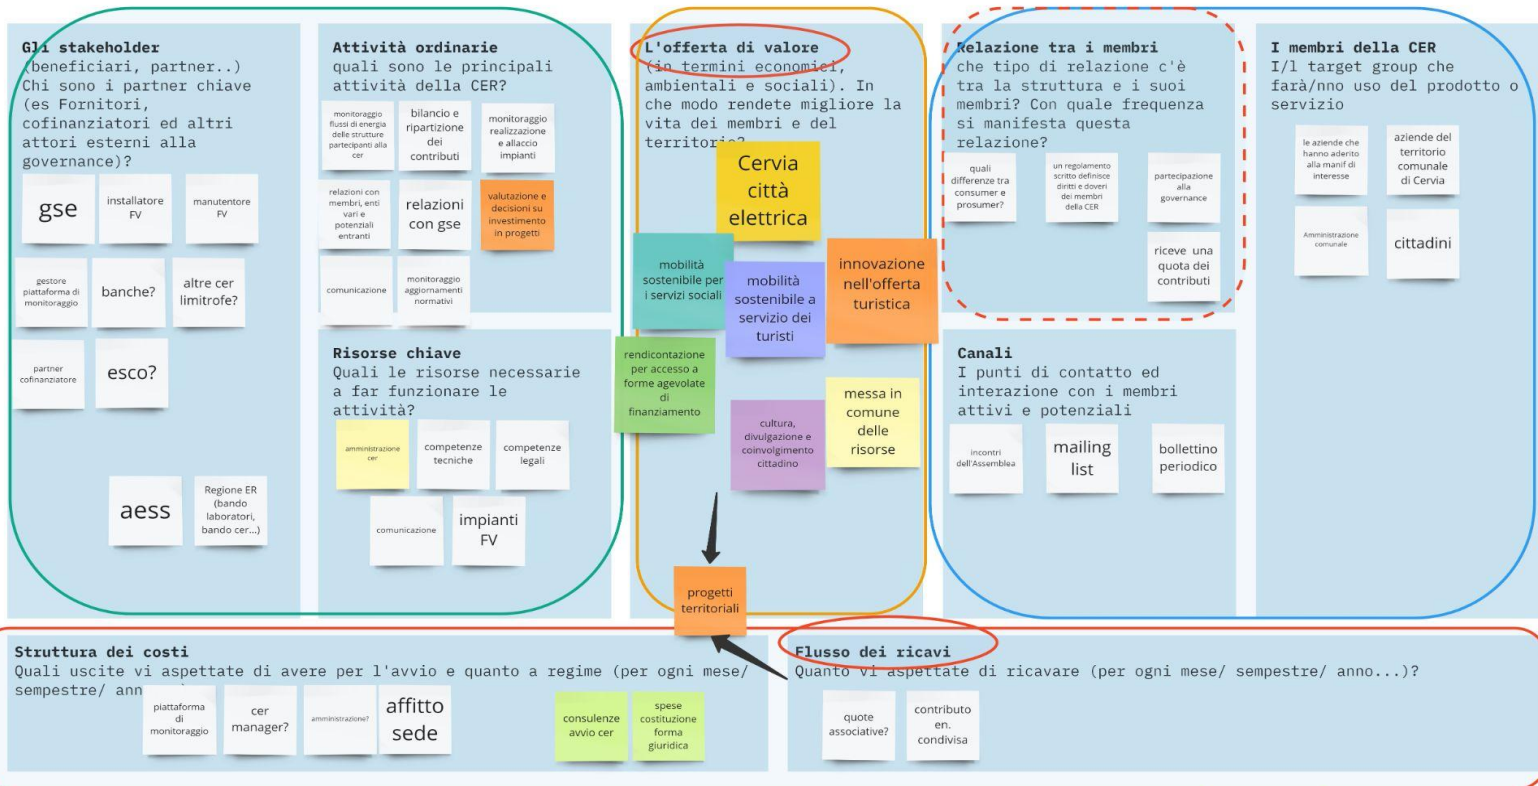 Gli stakeholder
(beneficiari, partner..)
Chi sono i partner chiave
(es Fornitori,
cofinanziatori ed altri
attori esterni alla
governance)?
gse
installatore
FV
manutentore
FV
gestore
piattaforma di
monitoraggio
banche?
altre cer
limitrofe?
partner
cofinanziatore
esco?
aess
Regione ER
(bando
laboratori,
bando cer...)
Attività ordinarie
quali sono le principali
attività della CER?
monitoraggio
flussi di energia
delle strutture
partecipanti alla
cer
bilancio e
ripartizione
dei
contributi
monitoraggio
realizzazione
e allaccio
impianti
relazioni con
membri, enti
vari e
potenziali
entranti
relazioni
con gse
valutazione e
decisioni su
investimento
in progetti
comunicazione
monitoraggio
aggiornamenti
normativi
Risorse chiave
Quali le risorse necessarie
a far funzionare le
attività?
amministrazione
cer
competenze
tecniche
competenze
legali
comunicazione
impianti
FV
L'offerta di valore
(in termini economici,
ambientali e sociali). In
che modo rendete migliore la
vita dei membri e del
territorio?
Cervia
città
elettrica
mobilità
sostenibile per
i servizi sociali
mobilità
sostenibile a
servizio dei
turisti
innovazione
nell'offerta
turistica
rendicontazione
per accesso a
forme agevolate
di
finanziamento
cultura,
divulgazione e
coinvolgimento
cittadino
messa in
comune
delle
risorse
progetti
territoriali
Relazione tra i membri
che tipo di relazione c'è
tra la struttura e i suoi
membri? Con quale frequenza
si manifesta questa
relazione?
quali
differenze tra
consumer e
prosumer?
un regolamento
scritto definisce
diritti e doveri
dei membri
della CER
partecipazione
alla
governance
riceve una
quota dei
contributi
Canali
I punti di contatto ed
interazione con i membri
attivi e potenziali
incontri
dell'Assemblea
mailing
list
bollettino
periodico
I membri della CER
I/l target group che
farà/nno uso del prodotto o
servizio
le aziende che
hanno aderito
alla manif di
interesse
aziende del
territorio
comunale
di Cervia
Amministrazione
comunale
cittadini
Struttura dei costi
Quali uscite vi aspettate di avere per l'avvio e quanto a regime (per ogni mese/
sempestre/
piattaforma
di
monitoraggio
cer
manager?
amministrazione?
affitto
sede
consulenze
avvio cer
spese
costituzione
forma
giuridica
Flusso dei ricavi
Quanto vi aspettate di ricavare (per ogni mese/ sempestre/ anno...)?
quote
associative?
contributo
en.
condivisa